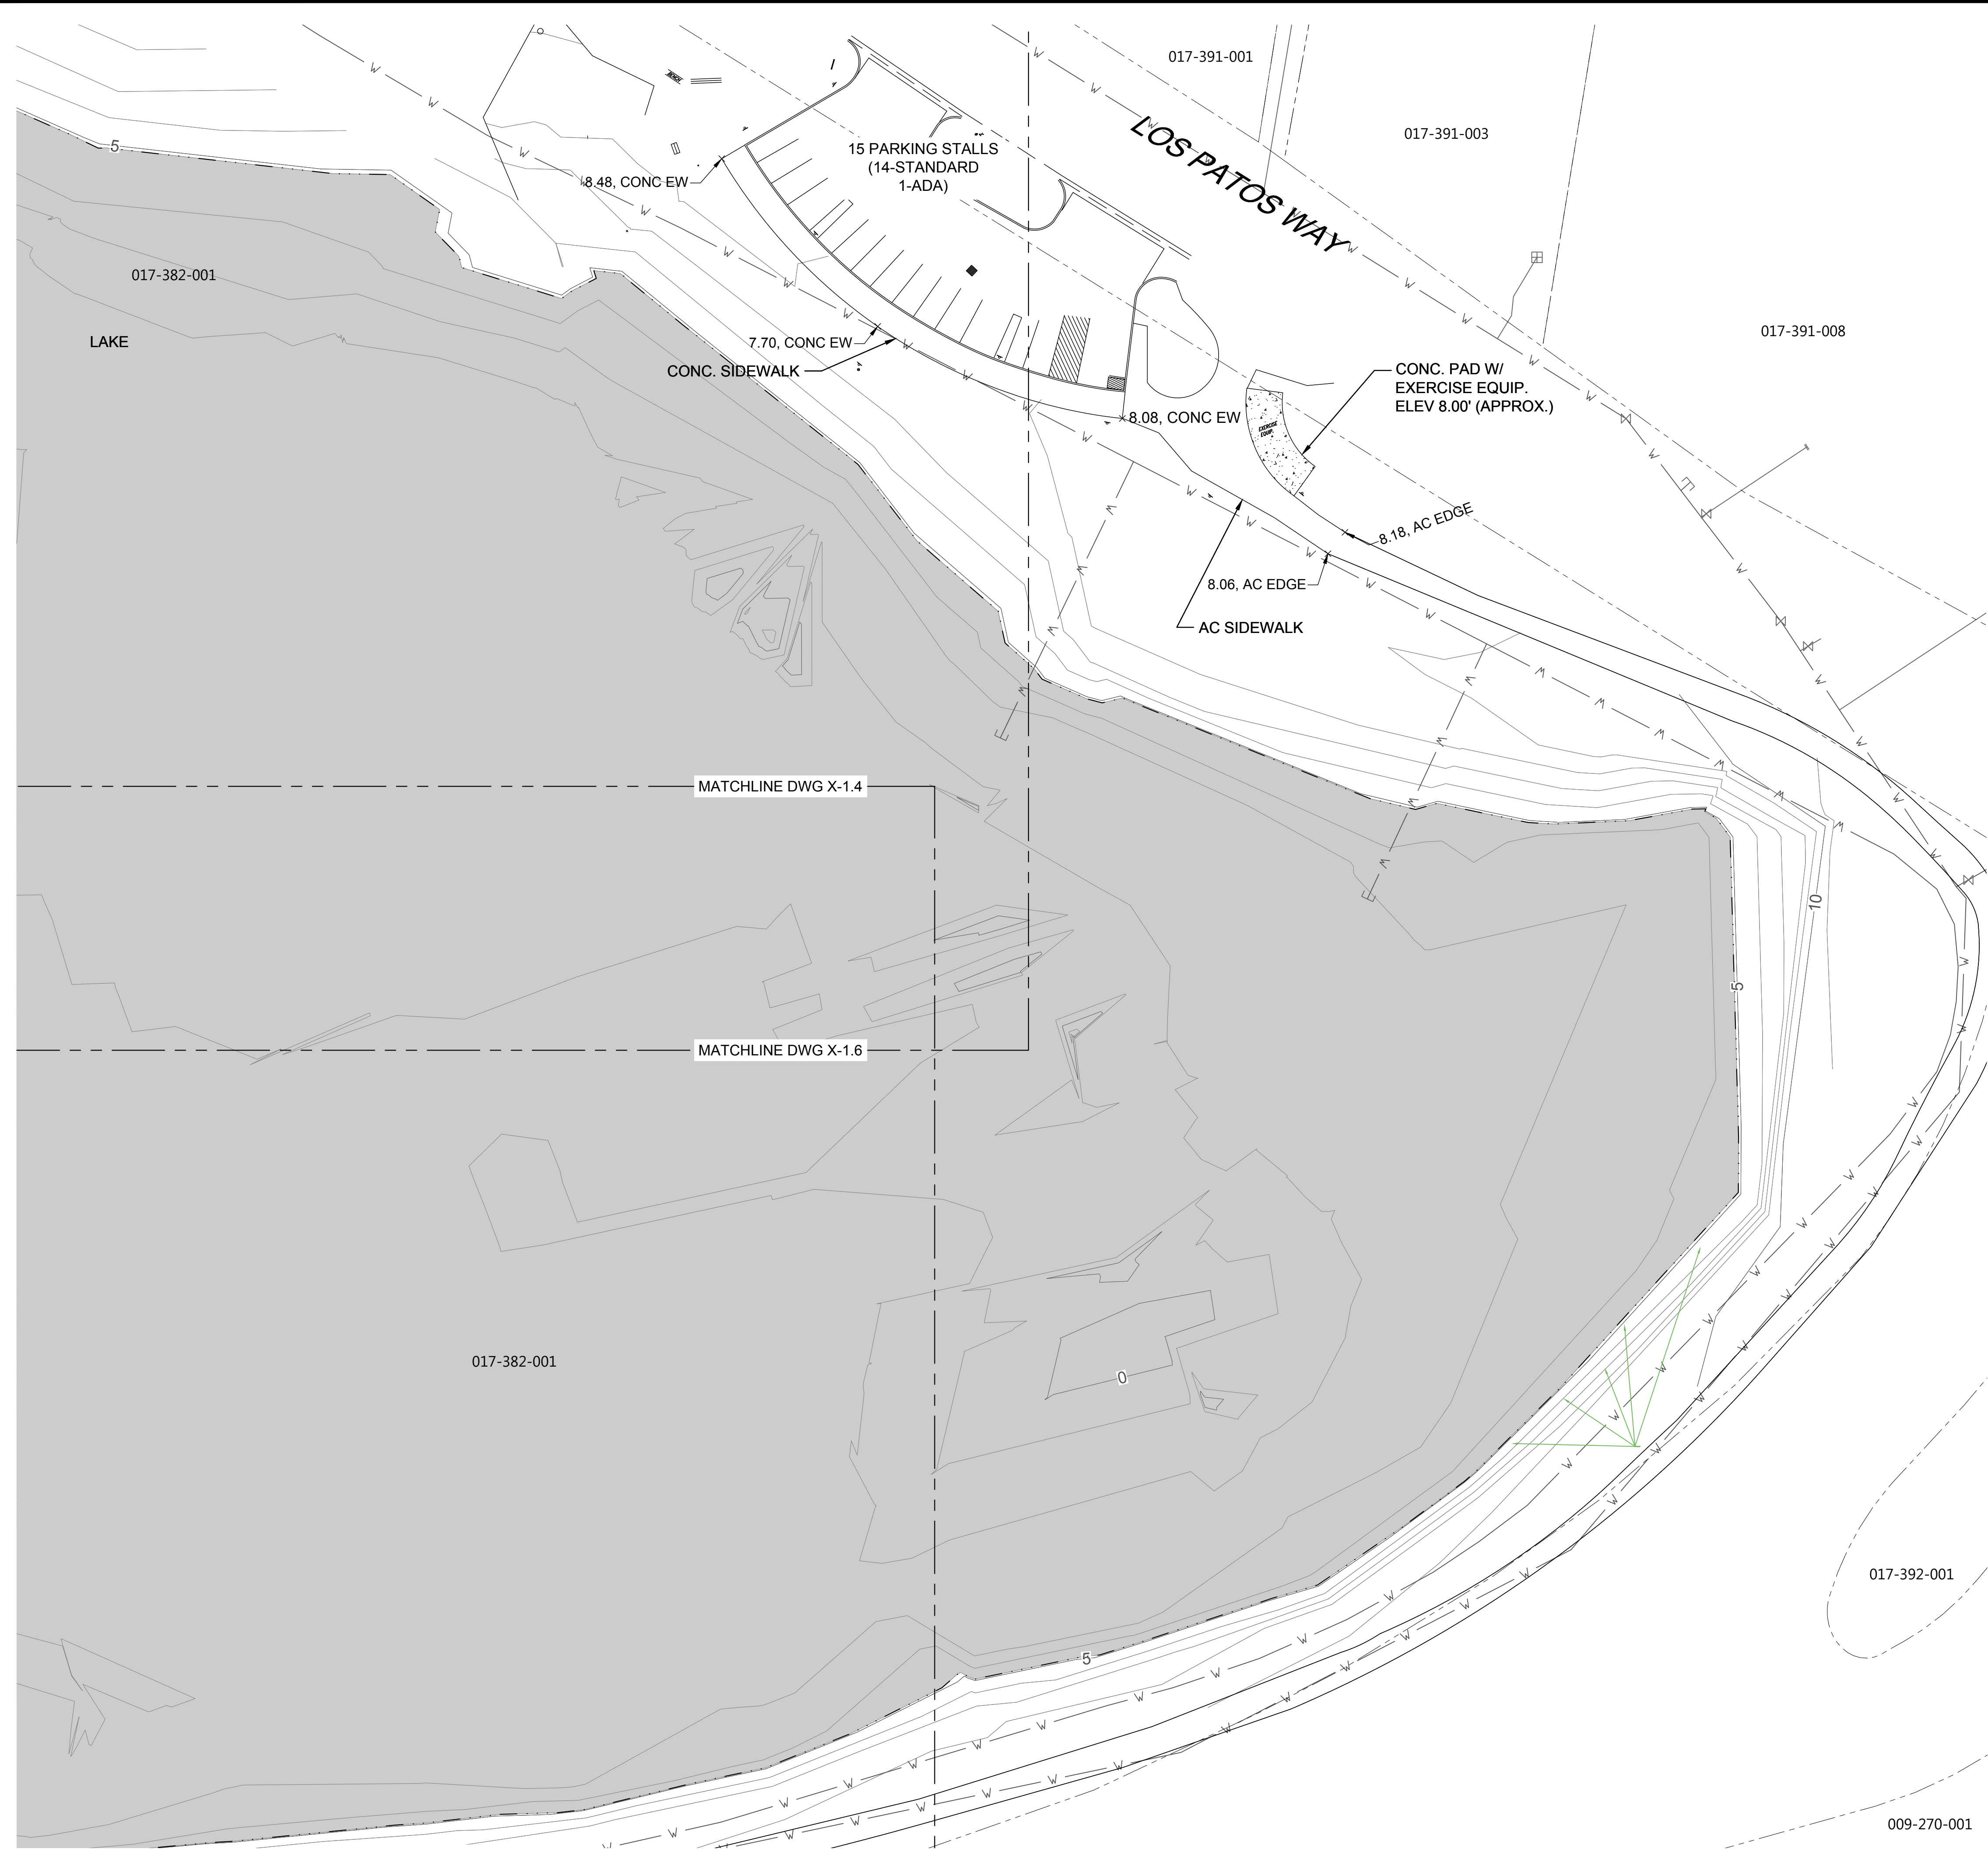 017-391-001
LOS PATOS WAY
017-391-003
5
15 PARKING STALLS
(14-STANDARD
1-ADA)
8.48, CONC EW
017-382-001
LAKE
7.70, CONC EW
CONC. SIDEWALK
017-391-008
CONC. PAD W/
EXERCISE EQUIP.
ELEV 8.00' (APPROX.)
8.08, CONC EW
EXERCISE
EQUIP.
8.18, AC EDGE
8.06, AC EDGE
AC SIDEWALK
MATCHLINE DWG X-1.4
10
5
MATCHLINE DWG X-1.6
017-382-001
0
017-392-001
5
009-270-001